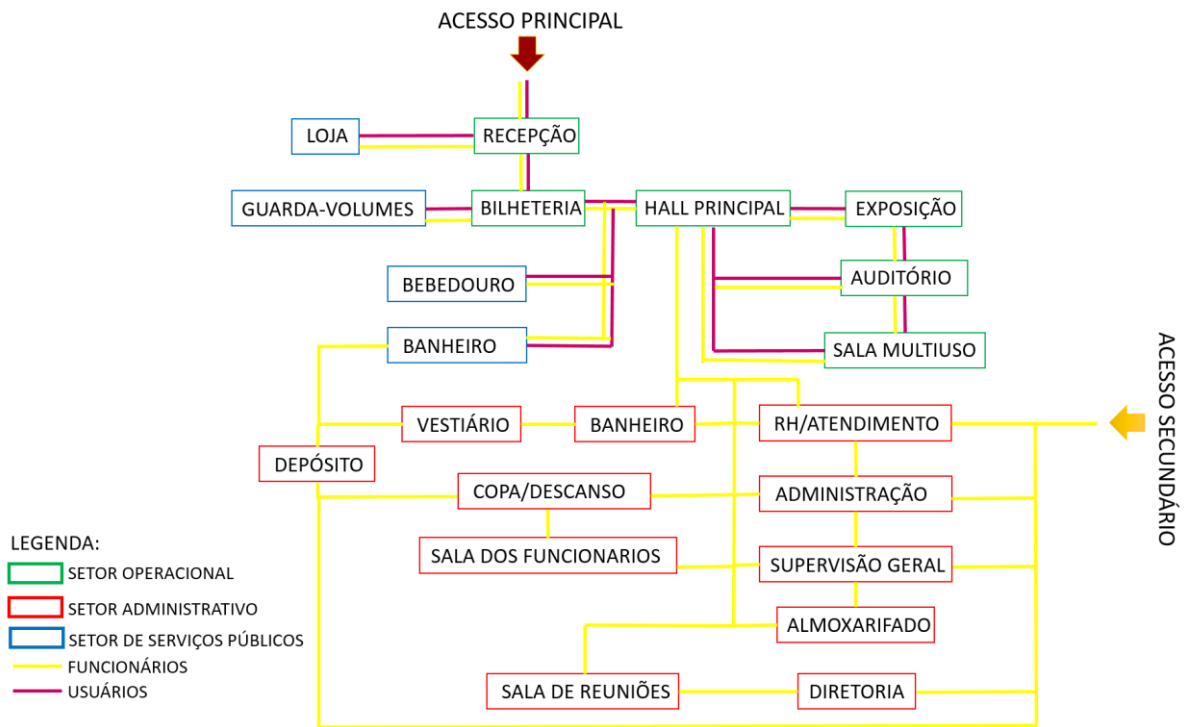 ACESSO PRINCIPAL
LOJA
RECEPÇÃO
GUARDA-VOLUMES
BILHETERIA
HALL PRINCIPAL
EXPOSIÇÃO
BEBEDOURO
AUDITÓRIO
BANHEIRO
SALA MULTIUSO
ACESSO SECUNDÁRIO
VESTIÁRIO
BANHEIRO
RH/ATENDIMENTO
DEPÓSITO
COPA/DESCANSO
ADMINISTRAÇÃO
SALA DOS FUNCIONARIOS
SUPERVISÃO GERAL
ALMOXARIFADO
SALA DE REUNIÕES
DIRETORIA
LEGENDA:
SETOR OPERACIONAL
SETOR ADMINISTRATIVO
SETOR DE SERVIÇOS PÚBLICOS
FUNCIONÁRIOS
USUÁRIOS